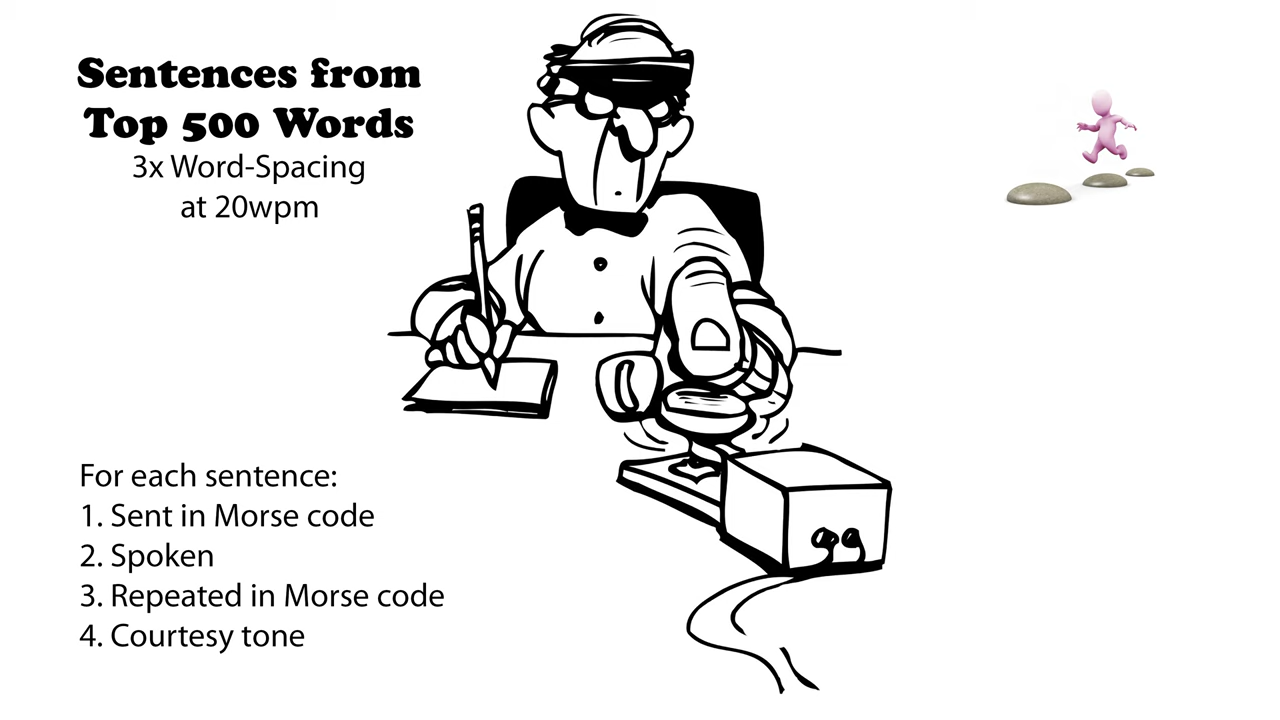 Sentences from
Top 500 Words
3x Word-Spacing
at 20wpm
For each sentence:
1. Sent in Morse code
2. Spoken
3. Repeated in Morse code
4. Courtesy tone